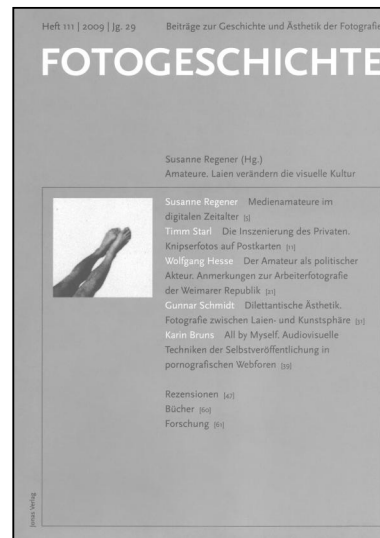 Heft 111 | 2009 | Jg. 29 Beiträge zur Geschichte und Ästhetik der Fotografie
FOTOGESCHICHTE
Susanne Regener (Hg.)
Amateure. Laien verändern die visuelle Kultur
Susanne Regener Medienamateure im
digitalen Zeitalter [5]
Timm Starl Die Inszenierung des Privaten.
Knipserfotos auf Postkarten [11]
Wolfgang Hesse Der Amateur als politischer
Akteur. Anmerkungen zur Arbeiterfotografie
der Weimarer Republik [21]
Gunnar Schmidt Dilettantische Ästhetik.
Fotografie zwischen Laien- und Kunstsphäre [31]
Karin Bruns All by Myself. Audiovisuelle
Techniken der Selbstveröffentlichung in
pornografischen Webforen [39]
Rezensionen [47]
Bücher [60]
Forschung [61]
Jonas Verlag